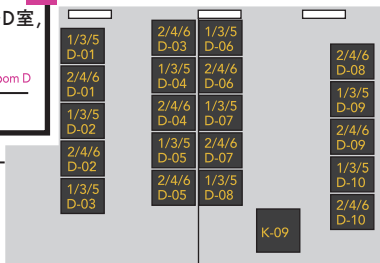 D室,
om D
1/3/5
D-01
2/4/6
D-01
1/3/5
D-02
2/4/6
D-02
1/3/5
D-03
2/4/6
D-03
1/3/5
D-04
2/4/6
D-04
1/3/5
D-05
2/4/6
D-05
1/3/5
D-06
2/4/6
D-06
1/3/5
D-07
2/4/6
D-07
1/3/5
D-08
2/4/6
D-08
1/3/5
D-09
2/4/6
D-09
1/3/5
D-10
2/4/6
D-10
K-09